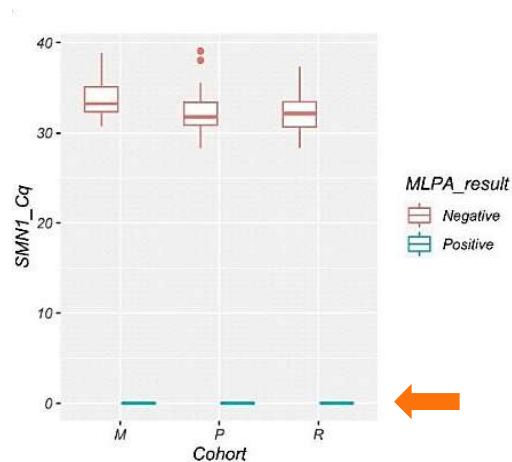 40
30
20
10
0
SMN1_Cq
M P R
Cohort
MLPA_result
Negative
Positive